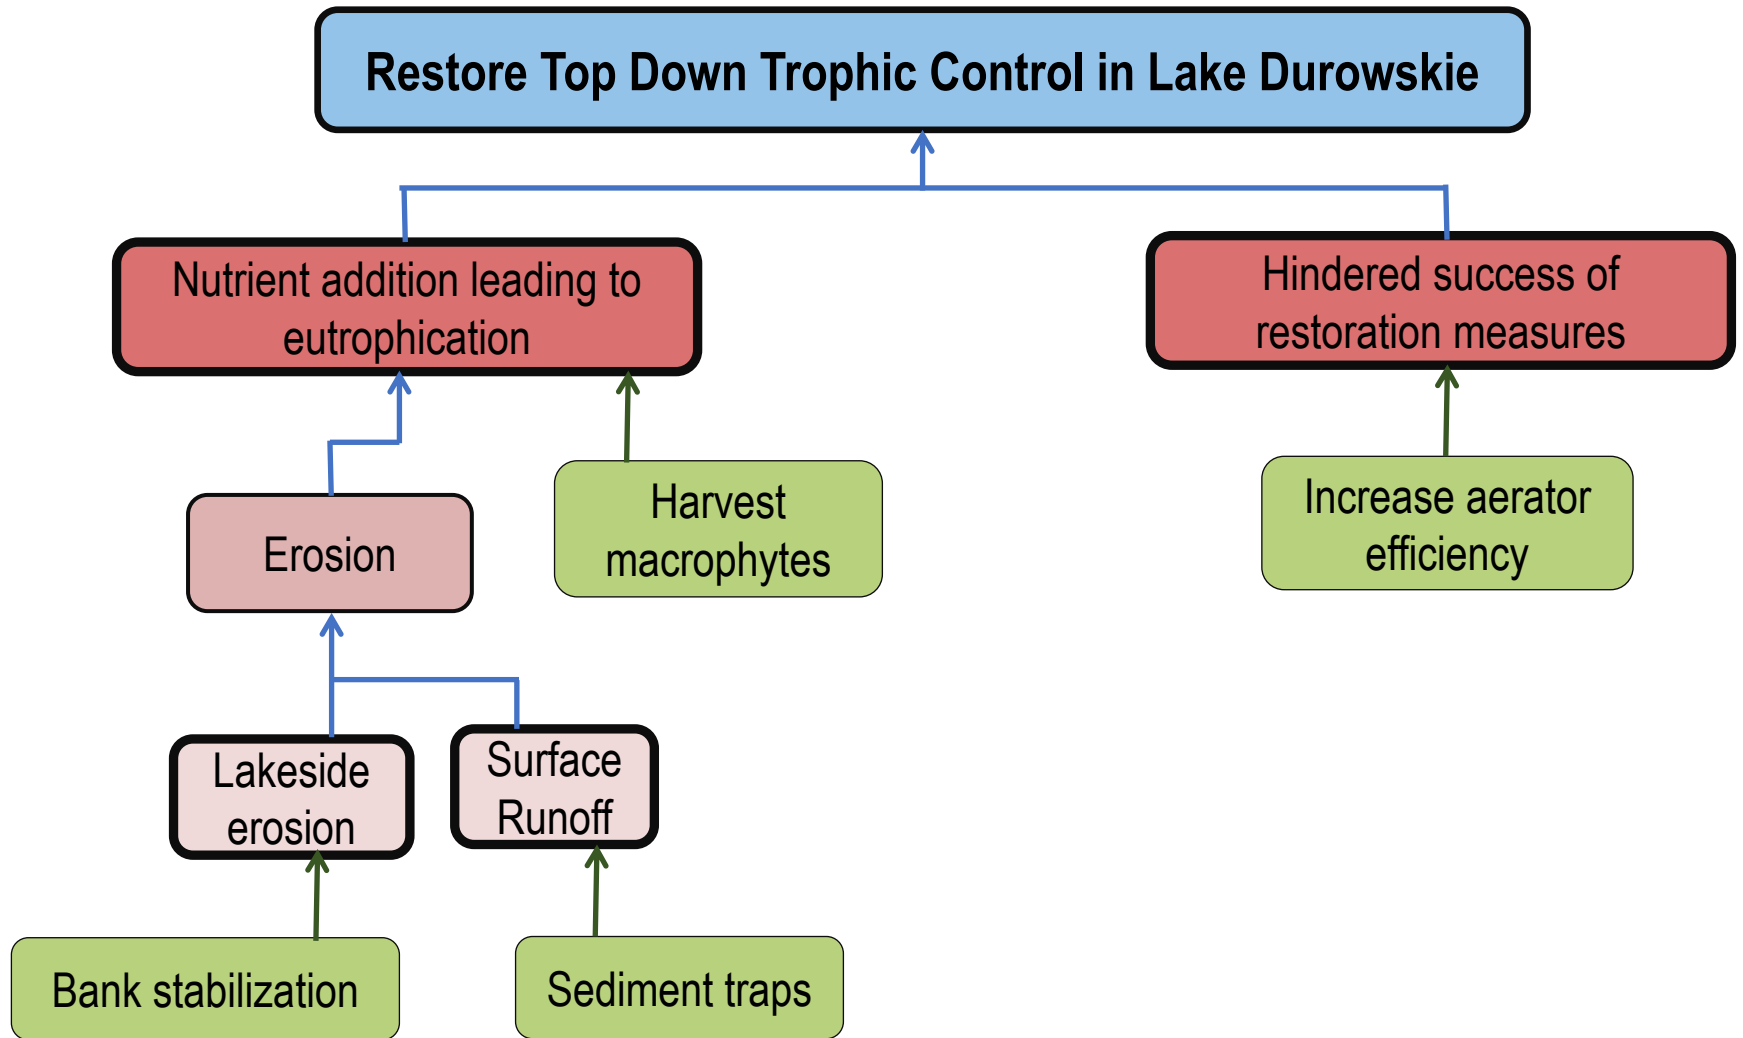 Restore Top Down Trophic Control in Lake Durowskie
Nutrient addition leading to
eutrophication
Hindered success of
restoration measures
Harvest
macrophytes
Increase aerator
efficiency
Erosion
Lakeside
erosion
Surface
Runoff
Bank stabilization
Sediment traps